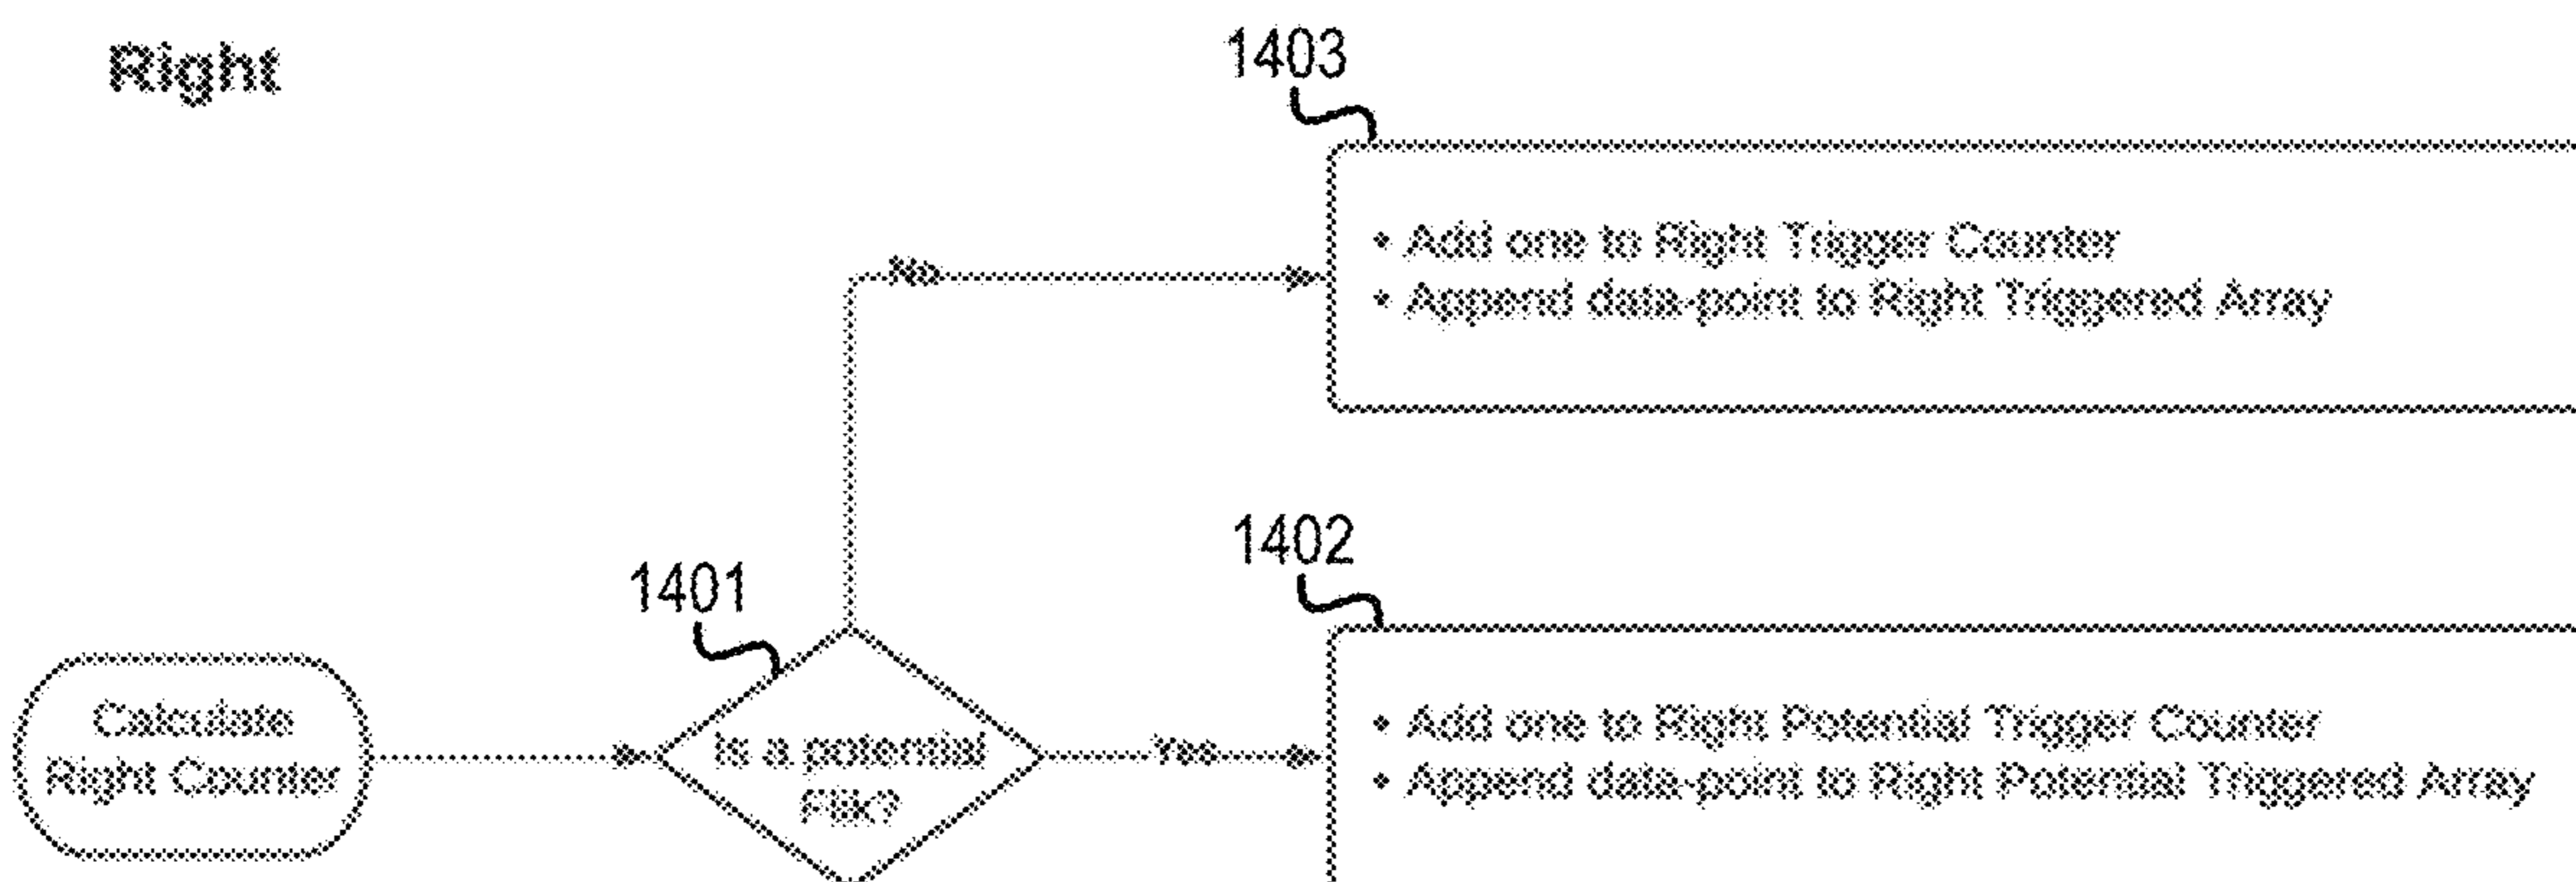 Right
1403
• Add one to Right Trigger Counter
• Append data-point to Right Triggered Array
No
1402
1401
Calculate
Right Counter
Is a potential
Yes
• Add one to Right Potential Trigger Counter
• Append data-point to Right Potential Triggered Array